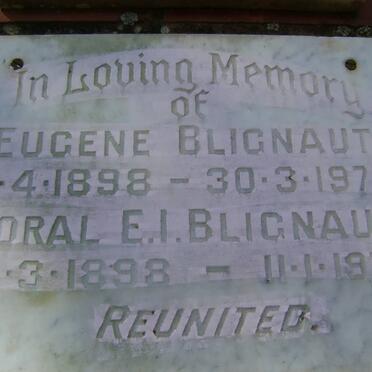 In Loving Memory
of
EUGENE BLIGNAUT
.4.1898 – 30.3.197
ORAL E.I. BLIGNAU
.3.1898 – 11.1.19
REUNITED.